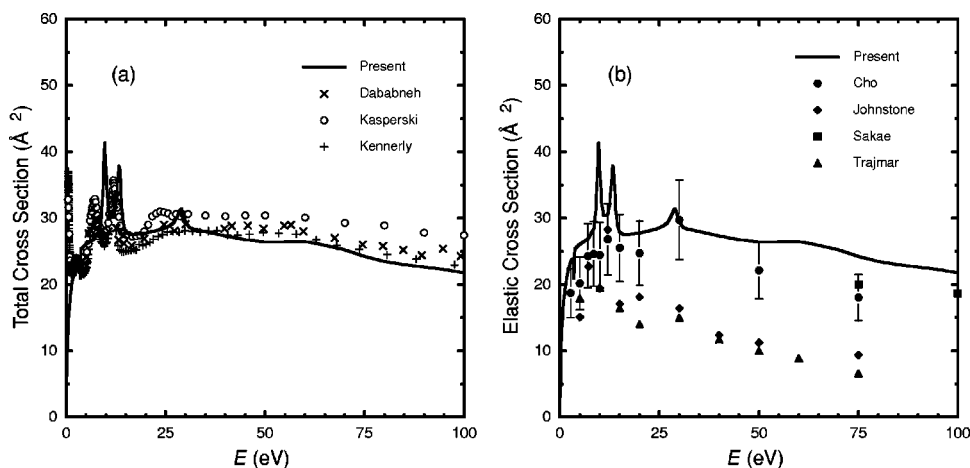 60
50
40
30
20
10
0
0 25 50 75 100
Total Cross Section (Å²)
E (eV)
(a)
Present
Dababneh
Kasperski
Kennerly
60
50
40
30
20
10
0
0 25 50 75 100
Elastic Cross Section (Å²)
E (eV)
(b)
Present
Cho
Johnstone
Sakae
Trajmar